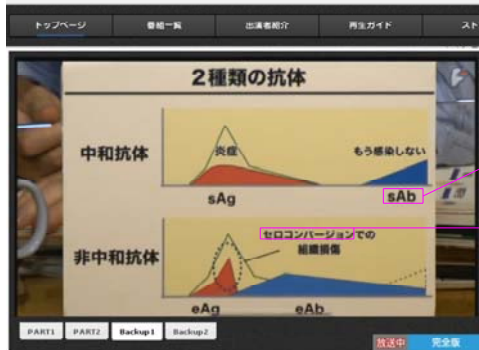 トップページ 番組一覧 出演者紹介 再生ガイド スト
2種類の抗体
中和抗体
炎症
もう感染しない
sAg
sAb
非中和抗体
セロコンバージョンでの
組織損傷
eAg
eAb
PART1 PART2 Backup1 Backup2
放送中 完全版